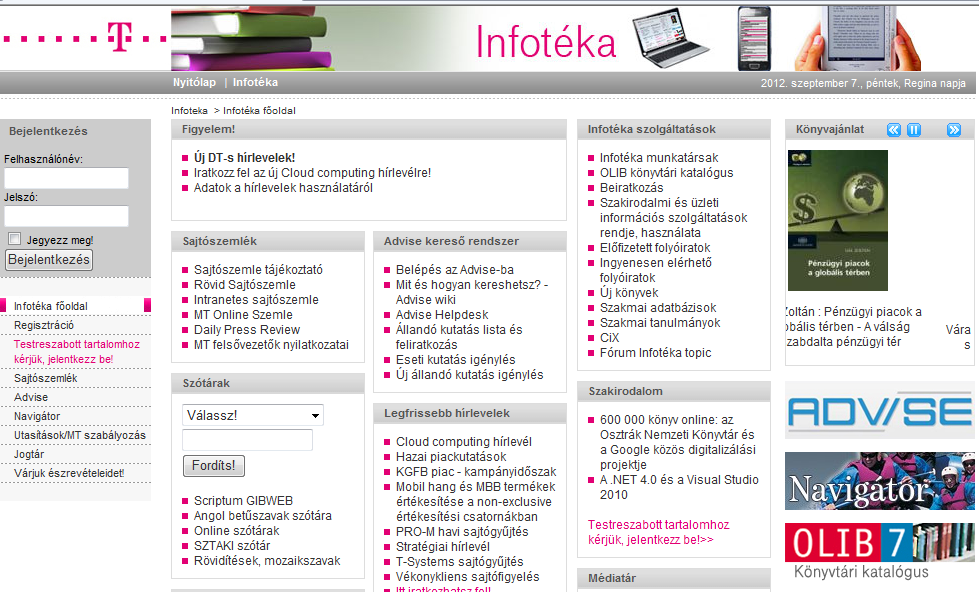 T
Infotéka
Nyitólap | Infotéka
2012. szeptember 7., péntek, Regina napja
Infoteka > Infotéka főoldal
Bejelentkezés
Felhasználónév:
Jelszó:
Jegyezz meg!
Bejelentkezés
Infotéka főoldal
Regisztráció
Testreszabott tartalomhoz
kérjük, jelentkezz be!
Sajtószemlék
Advise
Navigátor
Utasítások/MT szabályozás
Jogtár
Várjuk észrevételeidet!
Figyelem!
Új DT-s hírlevelek!
Iratkozz fel az új Cloud computing hírlevélre!
Adatok a hírlevelek használatáról
Sajtószemlék
Sajtószemle tájékoztató
Rövid Sajtószemle
Intranetes sajtószemle
MT Online Szemle
Daily Press Review
MT felsővezetők nyilatkozatai
Szótárak
Válassz!
Fordíts!
Scriptum GIBWEB
Angol betűszavak szótára
Online szótárak
SZTAKI szótár
Rövidítések, mozaikszavak
Advise kereső rendszer
Belépés az Advise-ba
Mit és hogyan kereshetsz? -
Advise wiki
Advise Helpdesk
Állandó kutatás lista és
feliratkozás
Eseti kutatás igénylés
Új állandó kutatás igénylés
Legfrissebb hírlevelek
Cloud computing hírlevél
Hazai piackutatások
KGFB piac - kampányidőszak
Mobil hang és MBB termékek
értékesítése a non-exclusive
értékesítési csatornákban
PRO-M havi sajtógyűjtés
Stratégiai hírlevél
T-Systems sajtógyűjtés
Vékonykliens sajtófigyelés
Itt iratkozhatsz fel!
Infotéka szolgáltatások
Infotéka munkatársak
OLIB könyvtári katalógus
Beiratkozás
Szakirodalmi és üzleti
információs szolgáltatások
rendje, használata
Előfizetett folyóiratok
Ingyenesen elérhető
folyóiratok
Új könyvek
Szakmai adatbázisok
Szakmai tanulmányok
CiX
Fórum Infotéka topic
Szakirodalom
600 000 könyv online: az
Osztrák Nemzeti Könyvtár és
a Google közös digitalizálási
projektje
A .NET 4.0 és a Visual Studio
2010
Testreszabott tartalomhoz
kérjük, jelentkezz be!>>
Médiatár
Könyvajánlat
$
Pénzügyi piacok
a globális térben
Zoltán : Pénzügyi piacok a
obális térben - A válság
szabdalta pénzügyi tér
Vára
s
ADVISE
Navigátor
OLIB 7
Könyvtári katalógus